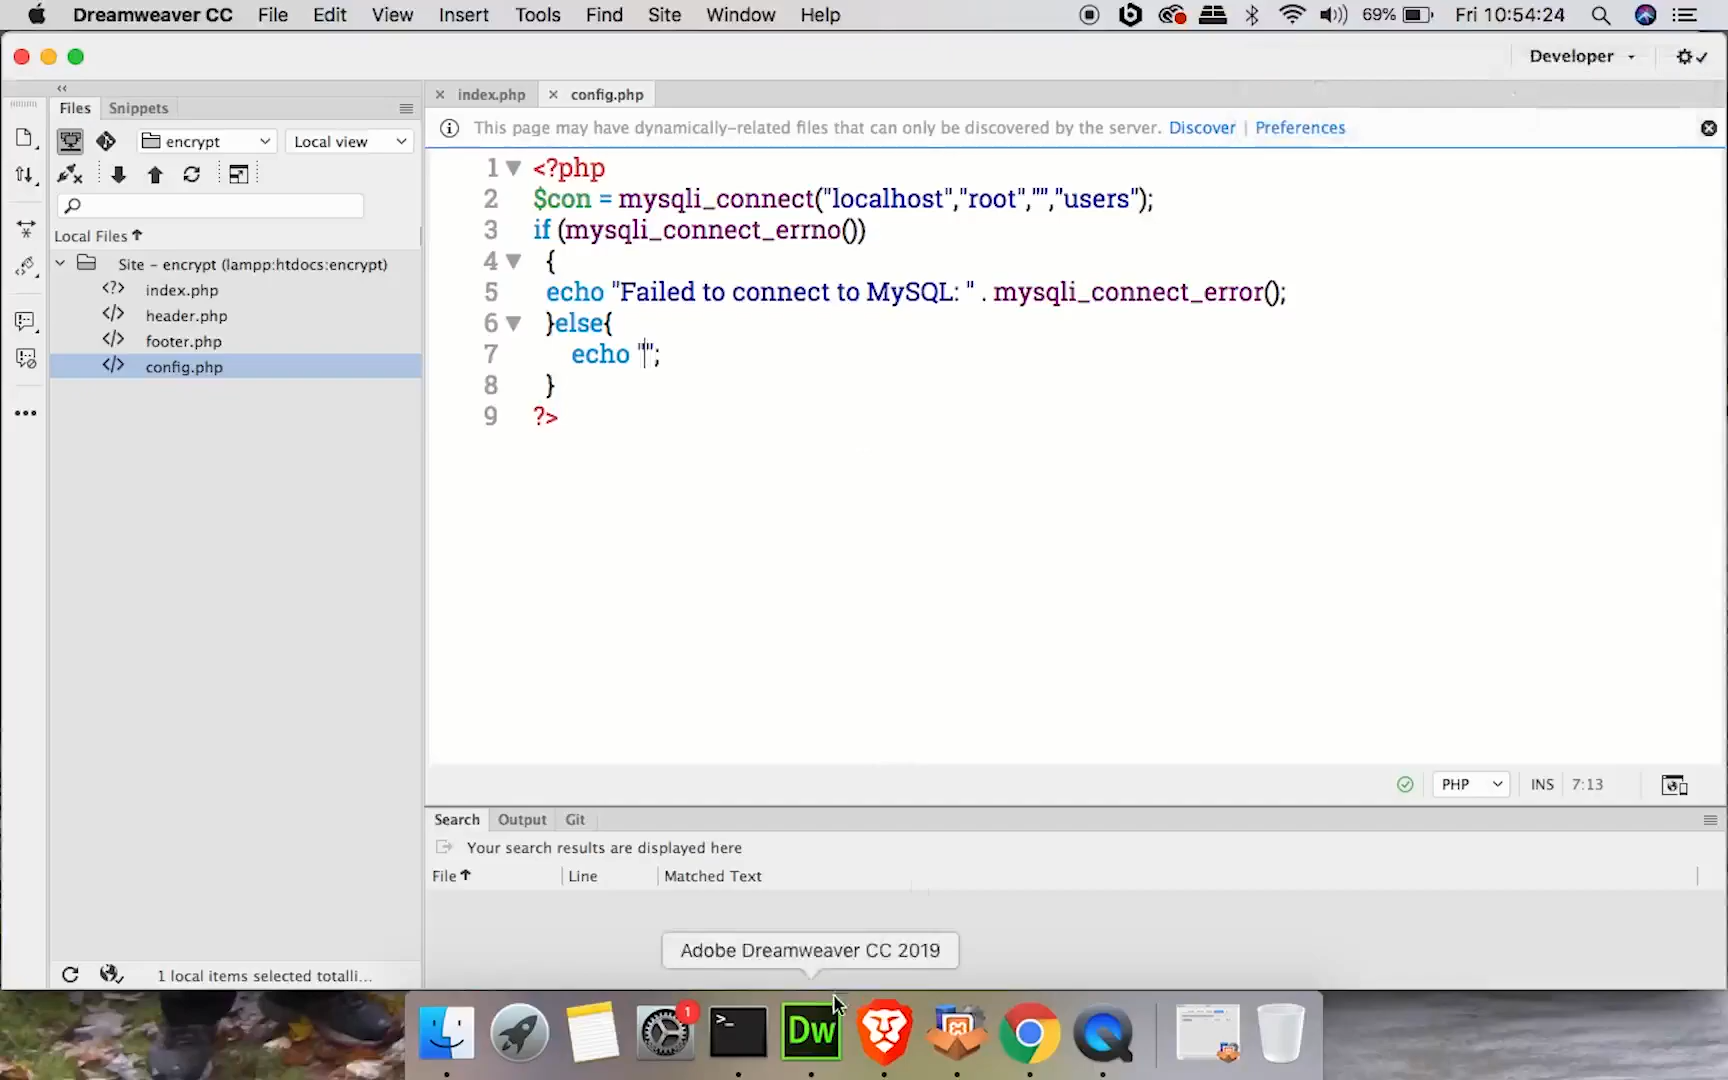 Dreamweaver CC File Edit View Insert Tools Find Site Window Help 69% Fri 10:54:24
Developer
Files Snippets
index.php config.php
This page may have dynamically-related files that can only be discovered by the server. Discover | Preferences
encrypt Local view
Local Files
Site - encrypt (lampp:htdocs:encrypt)
index.php
header.php
footer.php
config.php
1 <?php
2 $con = mysqli_connect("localhost","root","","users");
3 if (mysqli_connect_errno())
4 {
5 echo "Failed to connect to MySQL: " . mysqli_connect_error();
6 }else{
7 echo "";
8 }
9 ?>
PHP INS 7:13
Search Output Git
Your search results are displayed here
File Line Matched Text
1 local items selected totalli...
Adobe Dreamweaver CC 2019
1
>_
Dw